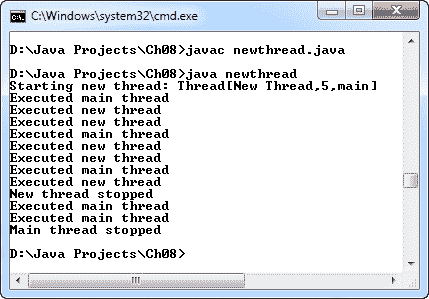 C:\Windows\system32\cmd.exe
D:\Java Projects\Ch08>javac newthread.java
D:\Java Projects\Ch08>java newthread
Starting new thread: Thread[New Thread,5,main]
Executed main thread
Executed new thread
Executed new thread
Executed main thread
Executed new thread
Executed new thread
Executed main thread
Executed new thread
New thread stopped
Executed main thread
Executed main thread
Main thread stopped
D:\Java Projects\Ch08>